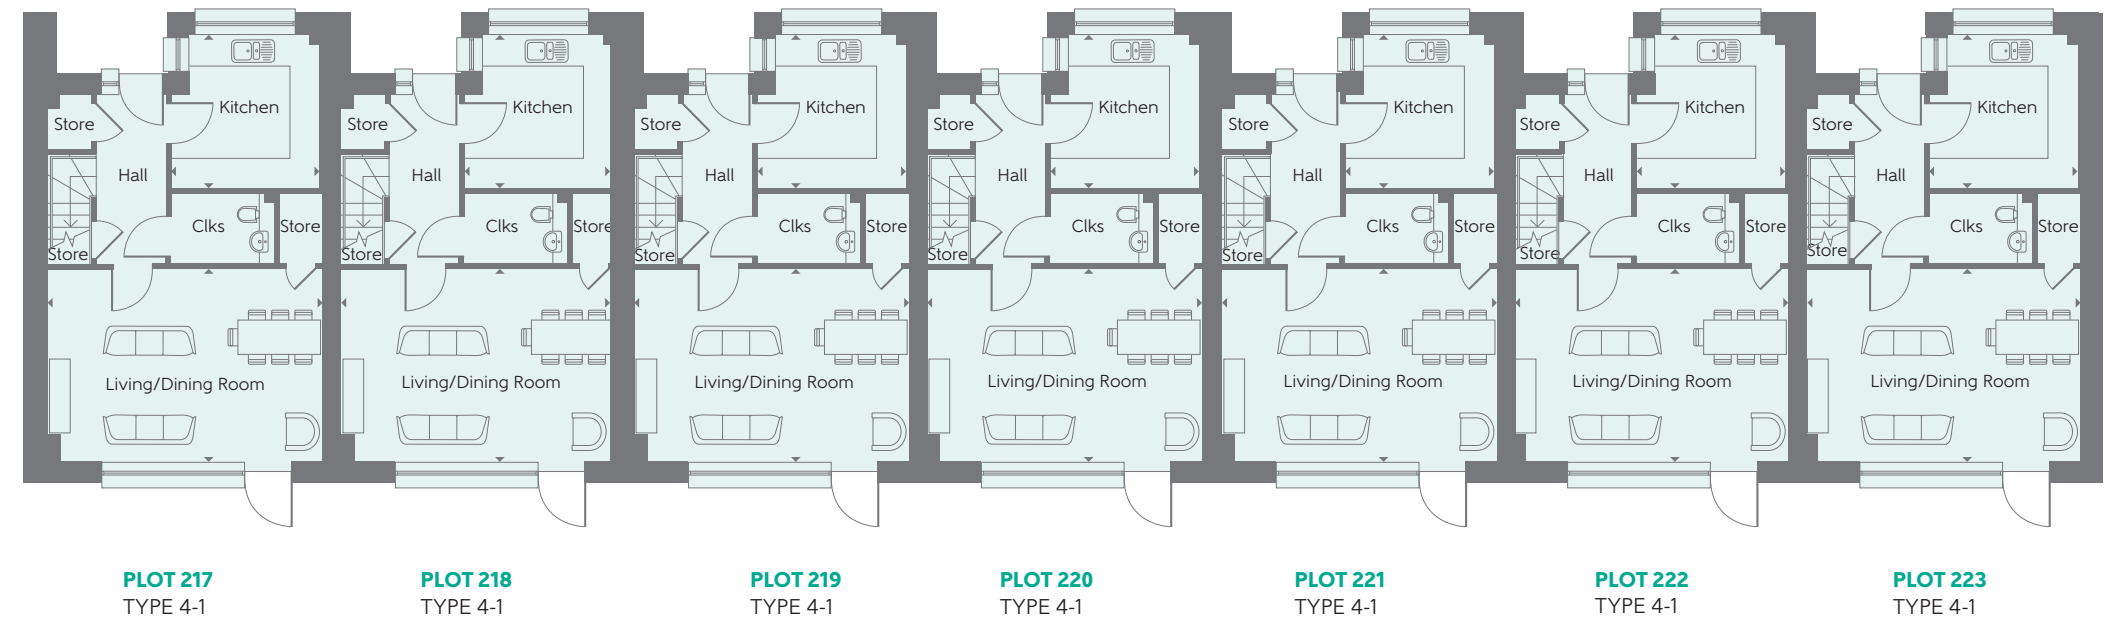 Kitchen
Store
Hall
Clks
Store
Store
Living/Dining Room
Kitchen
Store
Hall
Clks
Store
Store
Living/Dining Room
Kitchen
Store
Hall
Clks
Store
Store
Living/Dining Room
Kitchen
Store
Hall
Clks
Store
Store
Living/Dining Room
Kitchen
Store
Hall
Clks
Store
Store
Living/Dining Room
Kitchen
Store
Hall
Clks
Store
Store
Living/Dining Room
Kitchen
Store
Hall
Clks
Store
Store
Living/Dining Room
PLOT 217
TYPE 4-1
PLOT 218
TYPE 4-1
PLOT 219
TYPE 4-1
PLOT 220
TYPE 4-1
PLOT 221
TYPE 4-1
PLOT 222
TYPE 4-1
PLOT 223
TYPE 4-1